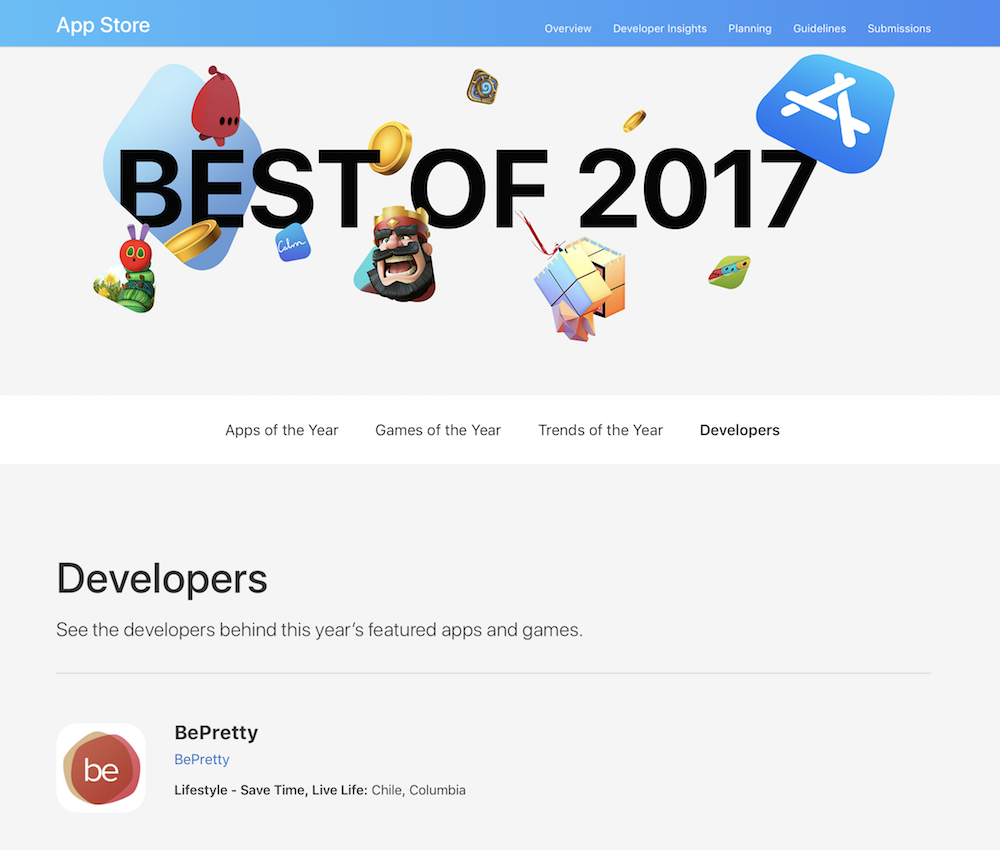 App Store
Overview Developer Insights Planning Guidelines Submissions
BEST OF 2017
Calm
Apps of the Year Games of the Year Trends of the Year Developers
Developers
See the developers behind this year’s featured apps and games.
be
BePretty
BePretty
Lifestyle - Save Time, Live Life: Chile, Columbia